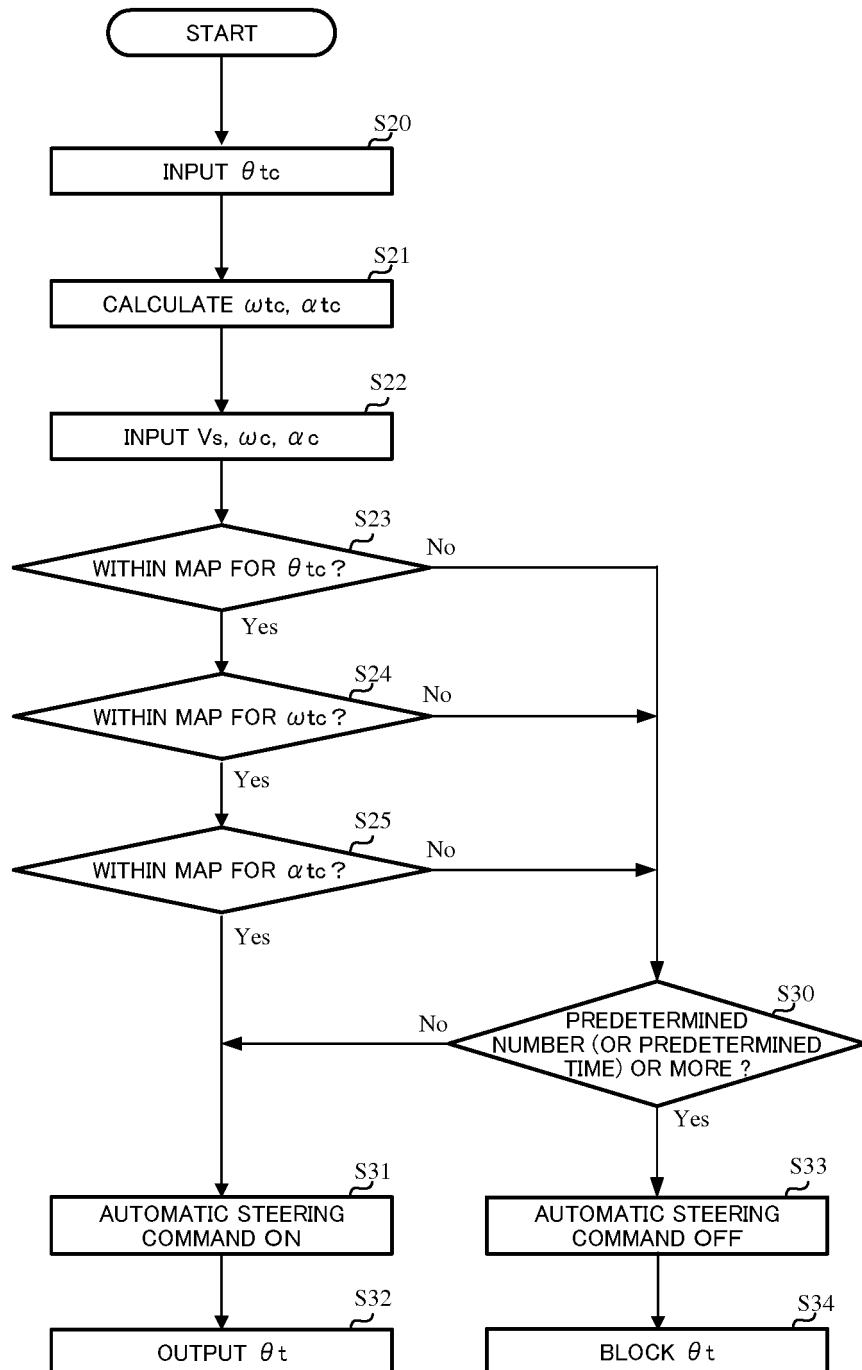 START
S20
INPUT θtc
S21
CALCULATE ωtc, αtc
S22
INPUT Vs, ωc, αc
S23
WITHIN MAP FOR θtc?
No
Yes
S24
WITHIN MAP FOR ωtc?
No
Yes
S25
WITHIN MAP FOR αtc?
No
Yes
S30
PREDETERMINED
NUMBER (OR PREDETERMINED
TIME) OR MORE ?
No
Yes
S31
AUTOMATIC STEERING
COMMAND ON
S33
AUTOMATIC STEERING
COMMAND OFF
S32
OUTPUT θt
S34
BLOCK θt